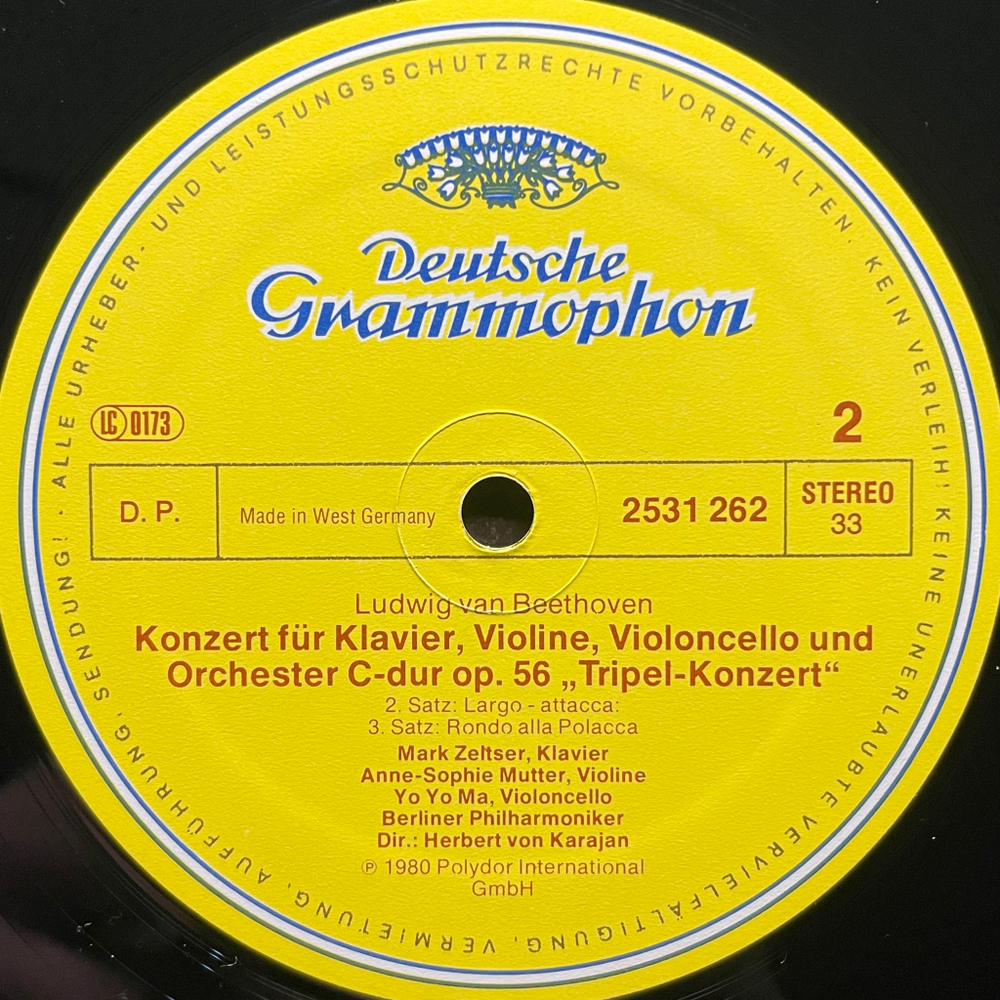 ALLE URHEBER- UND LEISTUNGSSCHUTZRECHTE VORBEHALTEN. KEIN VERLEIH! KEINE UNERLAUBTE VERVIELFÄLTIGUNG, VERMIETUNG, AUFFÜHRUNG, SENDUNG! ·
Deutsche
Grammophon
LC 0173
2
D. P.
Made in West Germany
2531 262
STEREO
33
Ludwig van Beethoven
Konzert für Klavier, Violine, Violoncello und
Orchester C-dur op. 56 „Tripel-Konzert“
2. Satz: Largo - attacca:
3. Satz: Rondo alla Polacca
Mark Zeltser, Klavier
Anne-Sophie Mutter, Violine
Yo Yo Ma, Violoncello
Berliner Philharmoniker
Dir.: Herbert von Karajan
℗ 1980 Polydor International
GmbH